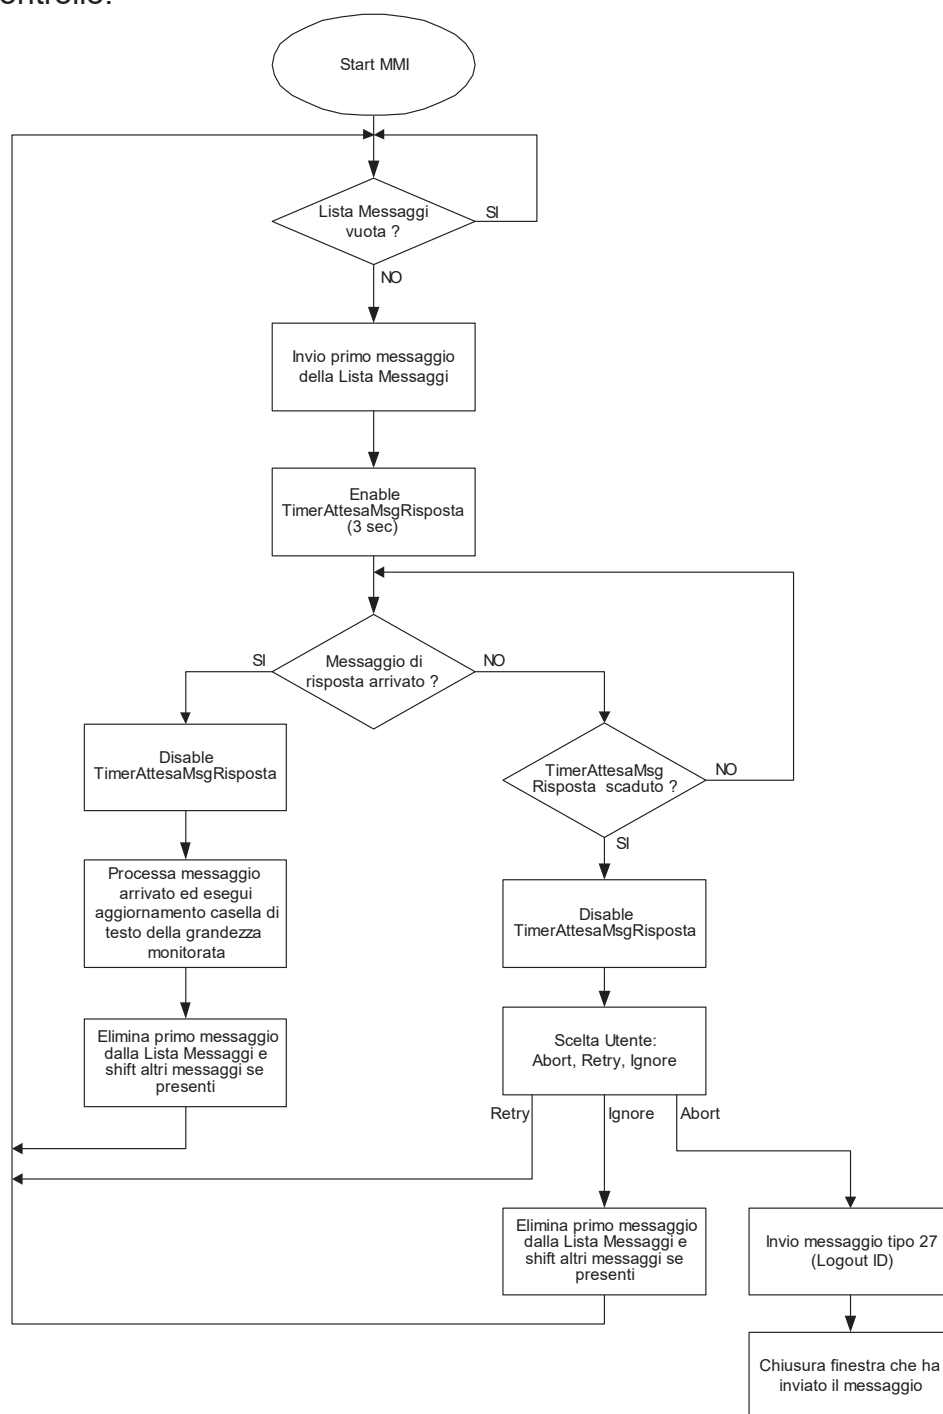 ontrollo.
Start MMI
Lista Messaggi
vuota ?
SI
NO
Invio primo messaggio
della Lista Messaggi
Enable
TimerAttesaMsgRisposta
(3 sec)
Messaggio di
risposta arrivato ?
SI
NO
Disable
TimerAttesaMsgRisposta
TimerAttesaMsg
Risposta scaduto ?
NO
SI
Processa messaggio
arrivato ed esegui
aggiornamento casella di
testo della grandezza
monitorata
Disable
TimerAttesaMsgRisposta
Elimina primo messaggio
dalla Lista Messaggi e
shift altri messaggi se
presenti
Scelta Utente:
Abort, Retry, Ignore
Retry
Ignore
Abort
Elimina primo messaggio
dalla Lista Messaggi e
shift altri messaggi se
presenti
Invio messaggio tipo 27
(Logout ID)
Chiusura finestra che ha
inviato il messaggio